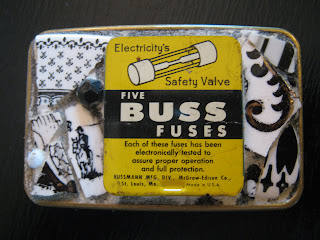 Electricity's
Safety Valve
FIVE
BUSS
FUSES
Each of these fuses has been
electronically tested to
assure proper operation
and full protection.
BUSSMANN MFG. DIV., McGraw-Edison Co.,
St. Louis, Mo. Made in U.S.A.